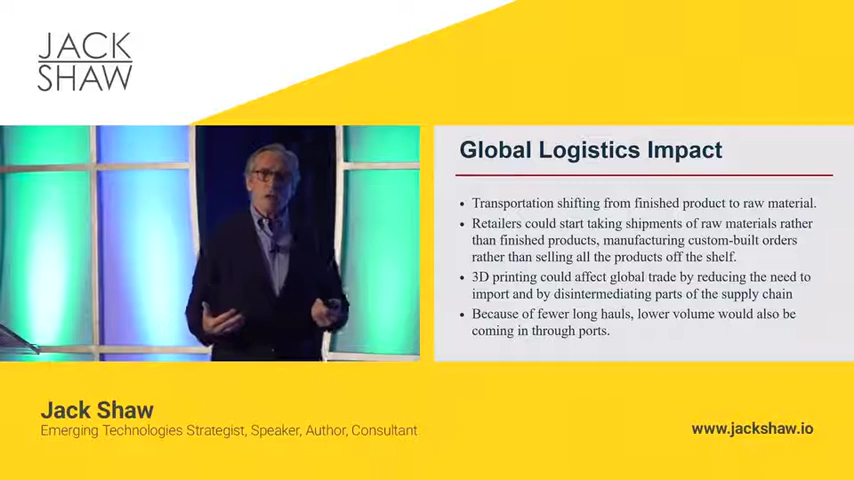 JACK
SHAW
Global Logistics Impact
• Transportation shifting from finished product to raw material.
• Retailers could start taking shipments of raw materials rather
than finished products, manufacturing custom-built orders
rather than selling all the products off the shelf.
• 3D printing could affect global trade by reducing the need to
import and by disintermediating parts of the supply chain
• Because of fewer long hauls, lower volume would also be
coming in through ports.
Jack Shaw
Emerging Technologies Strategist, Speaker, Author, Consultant
www.jackshaw.io